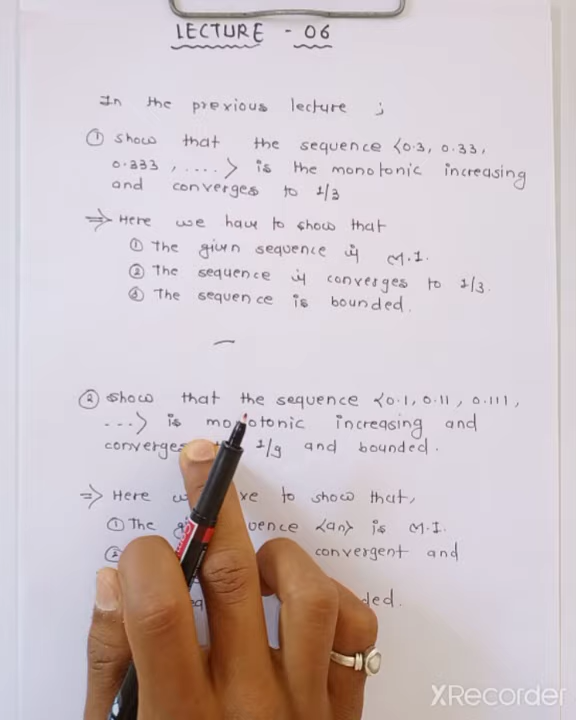 LECTURE - 06
In the previous lecture ;
① show that the sequence <0.3, 0.33,
0.333, ....> is the monotonic increasing
and converges to 1/3
⇒ Here we have to show that
① The given sequence is M.I.
② The sequence is converges to 1/3.
③ The sequence is bounded.
② show that the sequence <0.1, 0.11, 0.111,
...> is monotonic increasing and
converges 1/9 and bounded.
⇒ Here to show that,
① The <an> is M.I.
② convergent and
XRecorder